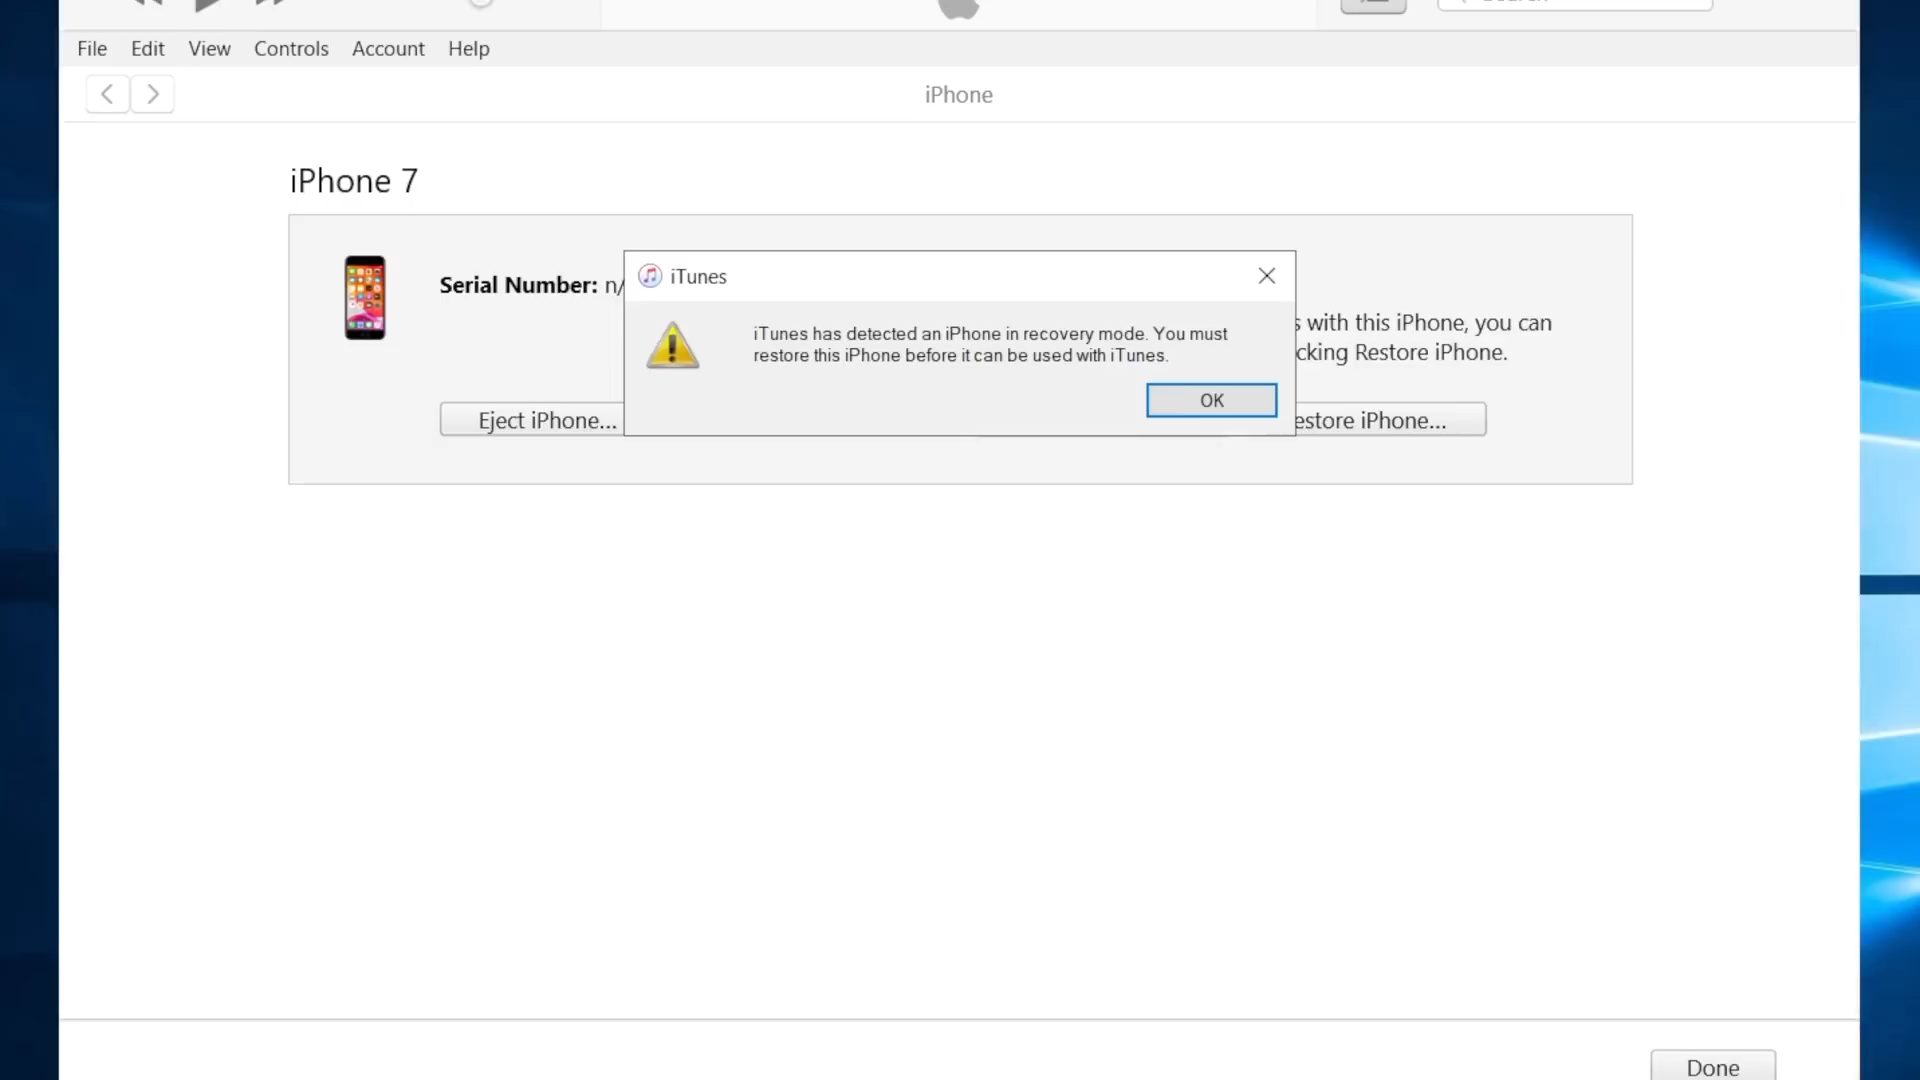 File Edit View Controls Account Help
iPhone
iPhone 7
Serial Number: n/
iTunes
iTunes has detected an iPhone in recovery mode. You must
restore this iPhone before it can be used with iTunes.
OK
s with this iPhone, you can
cking Restore iPhone.
Eject iPhone...
estore iPhone...
Done